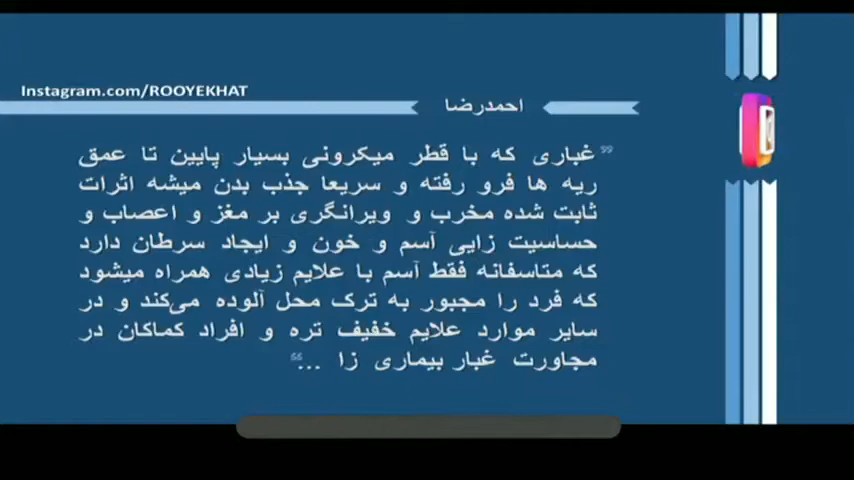 Instagram.com/ROOYEKHAT
احمدرضا
"غباری که با قطر میکرونی بسیار پایین تا عمق
ریه ها فرو رفته و سریعا جذب بدن میشه اثرات
ثابت شده مخرب و ویرانگری بر مغز و اعصاب و
حساسیت زایی آسم و خون و ایجاد سرطان دارد
که متاسفانه فقط آسم با علایم زیادی همراه میشود
که فرد را مجبور به ترک محل آلوده می‌کند و در
سایر موارد علایم خفیف تره و افراد کماکان در
مجاورت غبار بیماری زا ..."